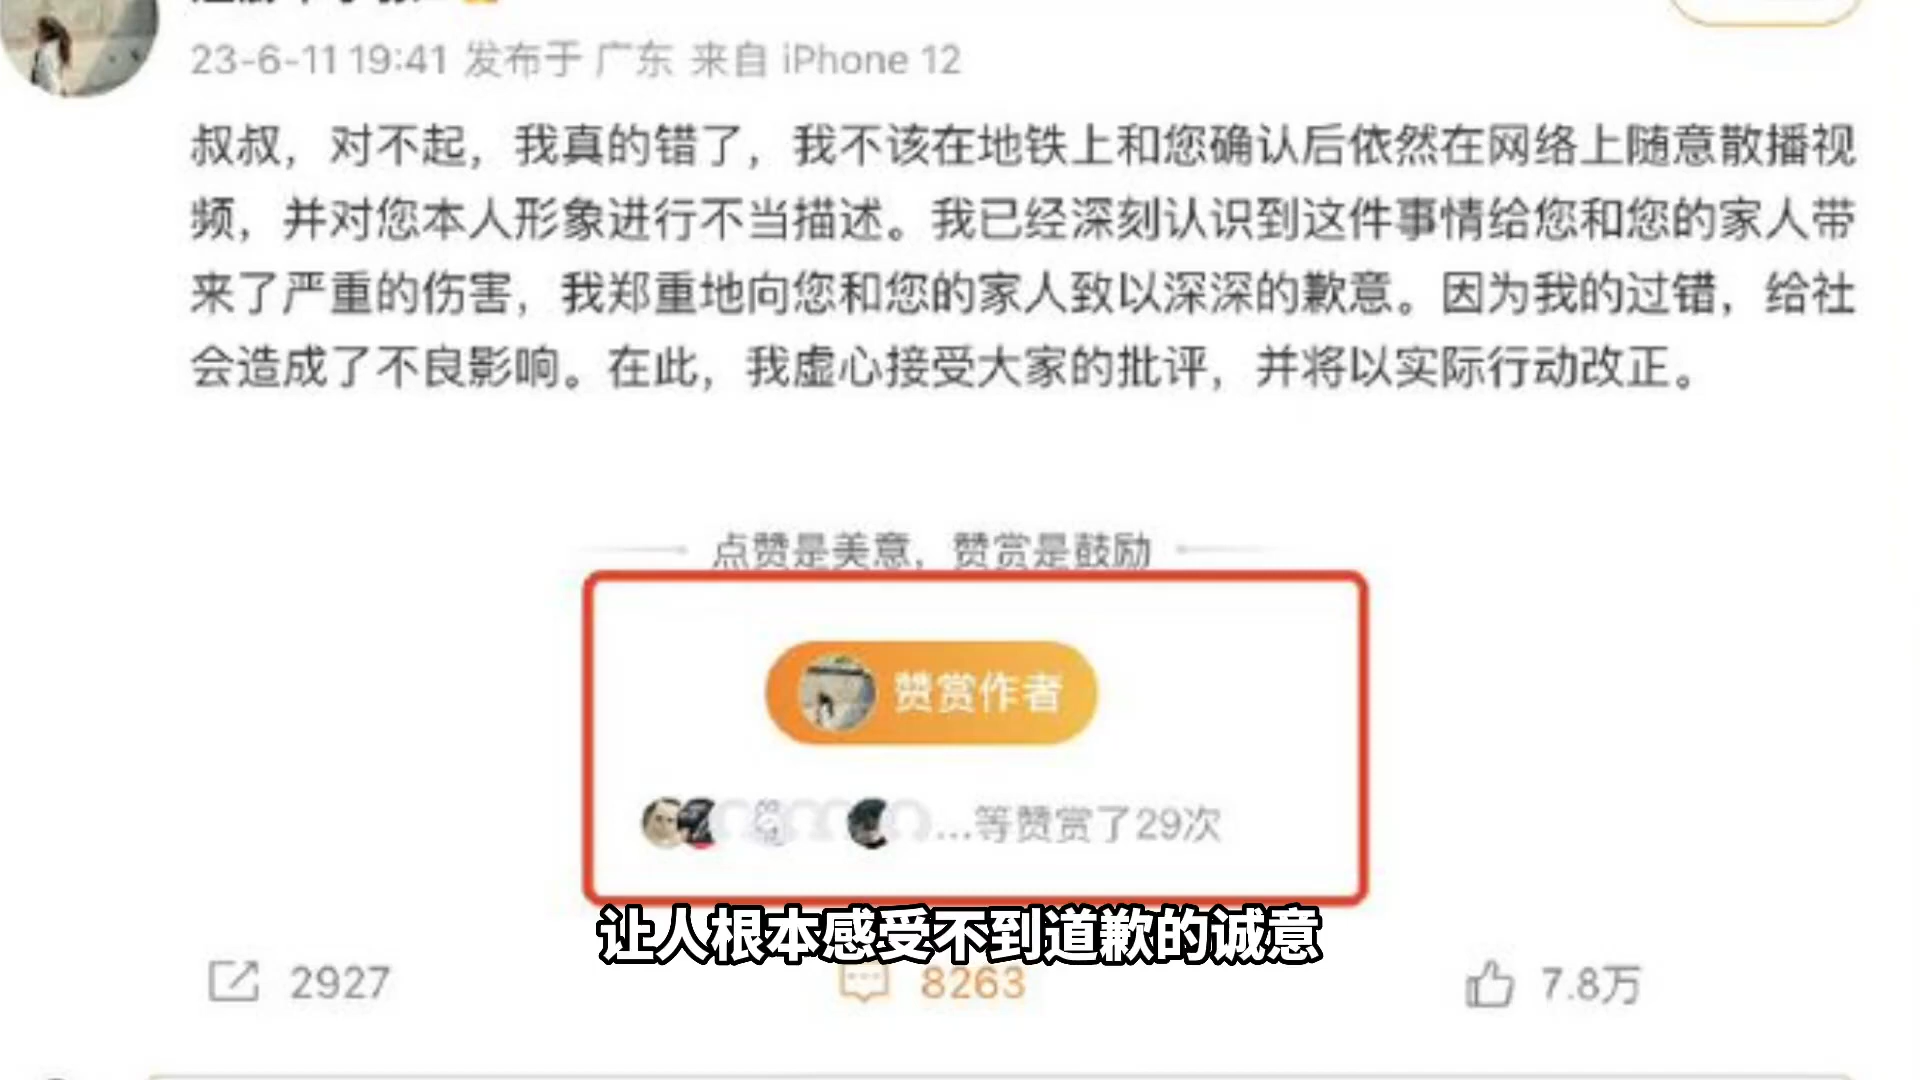 23-6-11 19:41 发布于 广东 来自 iPhone 12
叔叔，对不起，我真的错了，我不该在地铁上和您确认后依然在网络上随意散播视
频，并对您本人形象进行不当描述。我已经深刻认识到这件事情给您和您的家人带
来了严重的伤害，我郑重地向您和您的家人致以深深的歉意。因为我的过错，给社
会造成了不良影响。在此，我虚心接受大家的批评，并将以实际行动改正。
点赞是美意，赞赏是鼓励
赞赏作者
...等赞赏了29次
让人根本感受不到道歉的诚意
2927
8263
7.8万